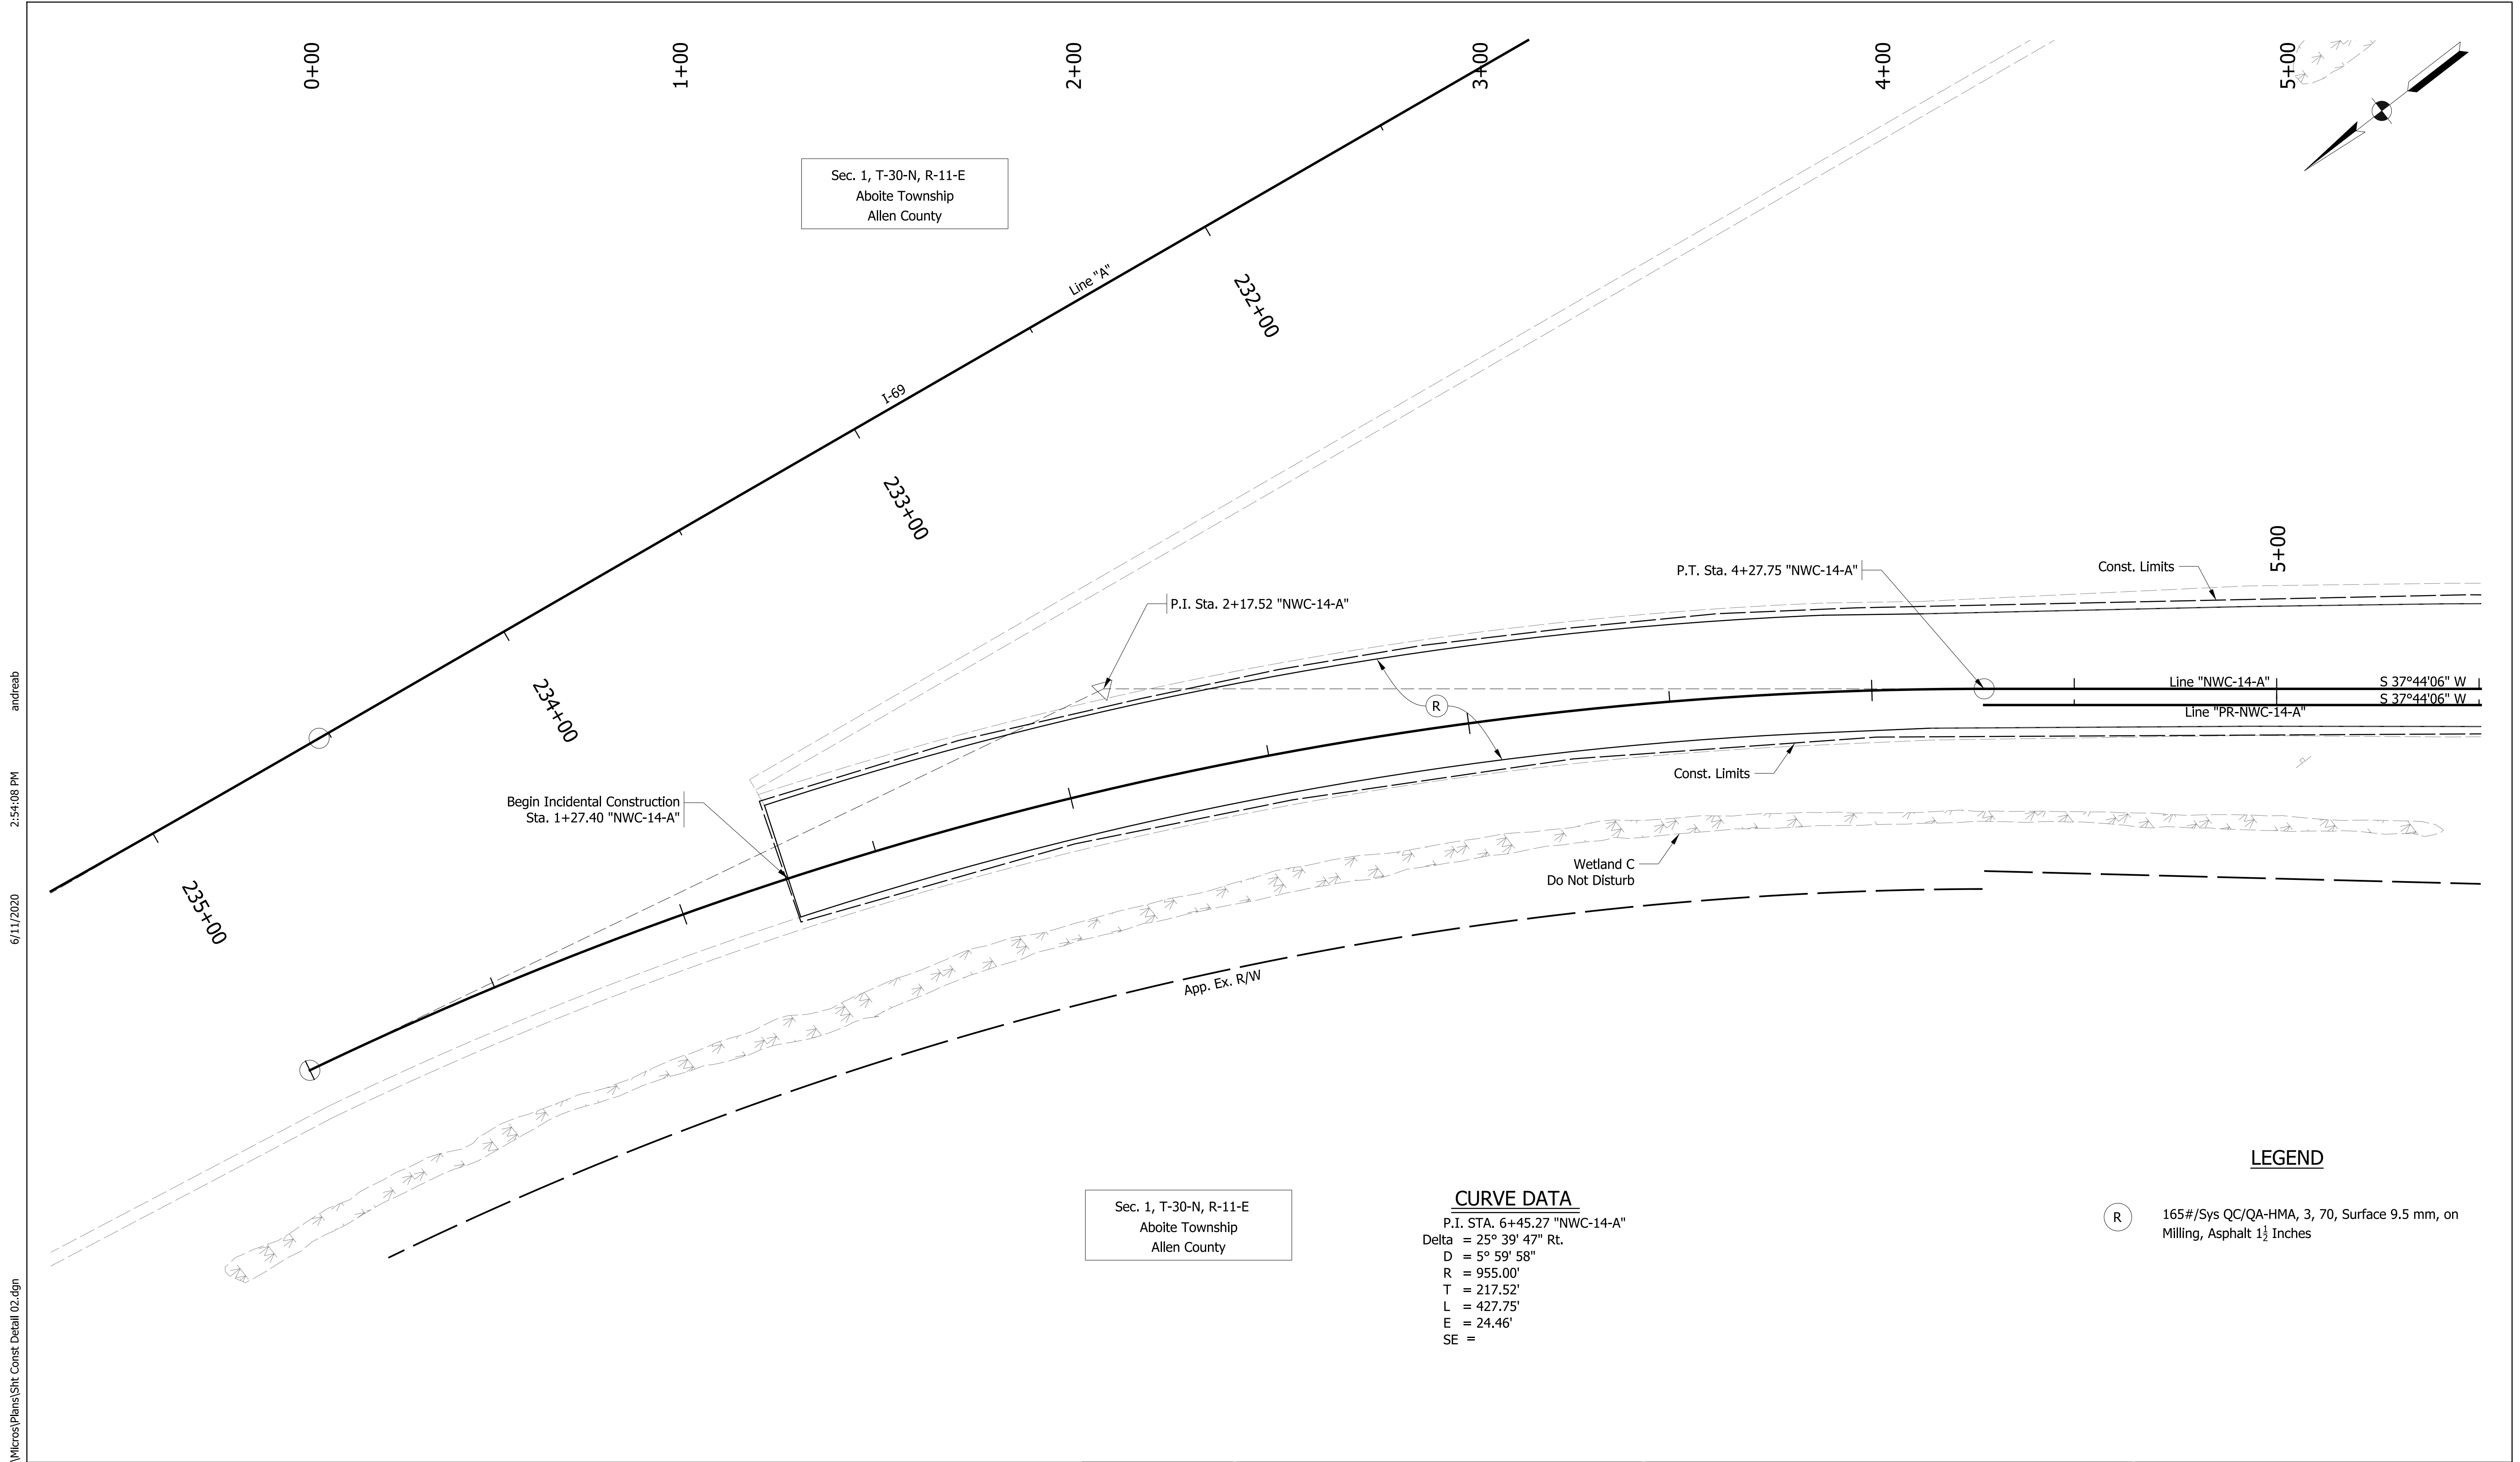 0+00
1+00
2+00
3+00
4+00
5+00
Sec. 1, T-30-N, R-11-E
Aboite Township
Allen County
Line "A"
232+00
I-69
233+00
234+00
235+00
5+00
P.T. Sta. 4+27.75 "NWC-14-A"
Const. Limits
P.I. Sta. 2+17.52 "NWC-14-A"
Line "NWC-14-A"
S 37°44'06" W
S 37°44'06" W
Line "PR-NWC-14-A"
R
Const. Limits
Begin Incidental Construction
Sta. 1+27.40 "NWC-14-A"
Wetland C
Do Not Disturb
App. Ex. R/W
Sec. 1, T-30-N, R-11-E
Aboite Township
Allen County
CURVE DATA
P.I. STA. 6+45.27 "NWC-14-A"
Delta = 25° 39' 47" Rt.
D = 5° 59' 58"
R = 955.00'
T = 217.52'
L = 427.75'
E = 24.46'
SE =
LEGEND
R
165#/Sys QC/QA-HMA, 3, 70, Surface 9.5 mm, on
Milling, Asphalt 1½ Inches
andreab
2:54:08 PM
6/11/2020
\Micros\Plans\Sht Const Detail 02.dgn